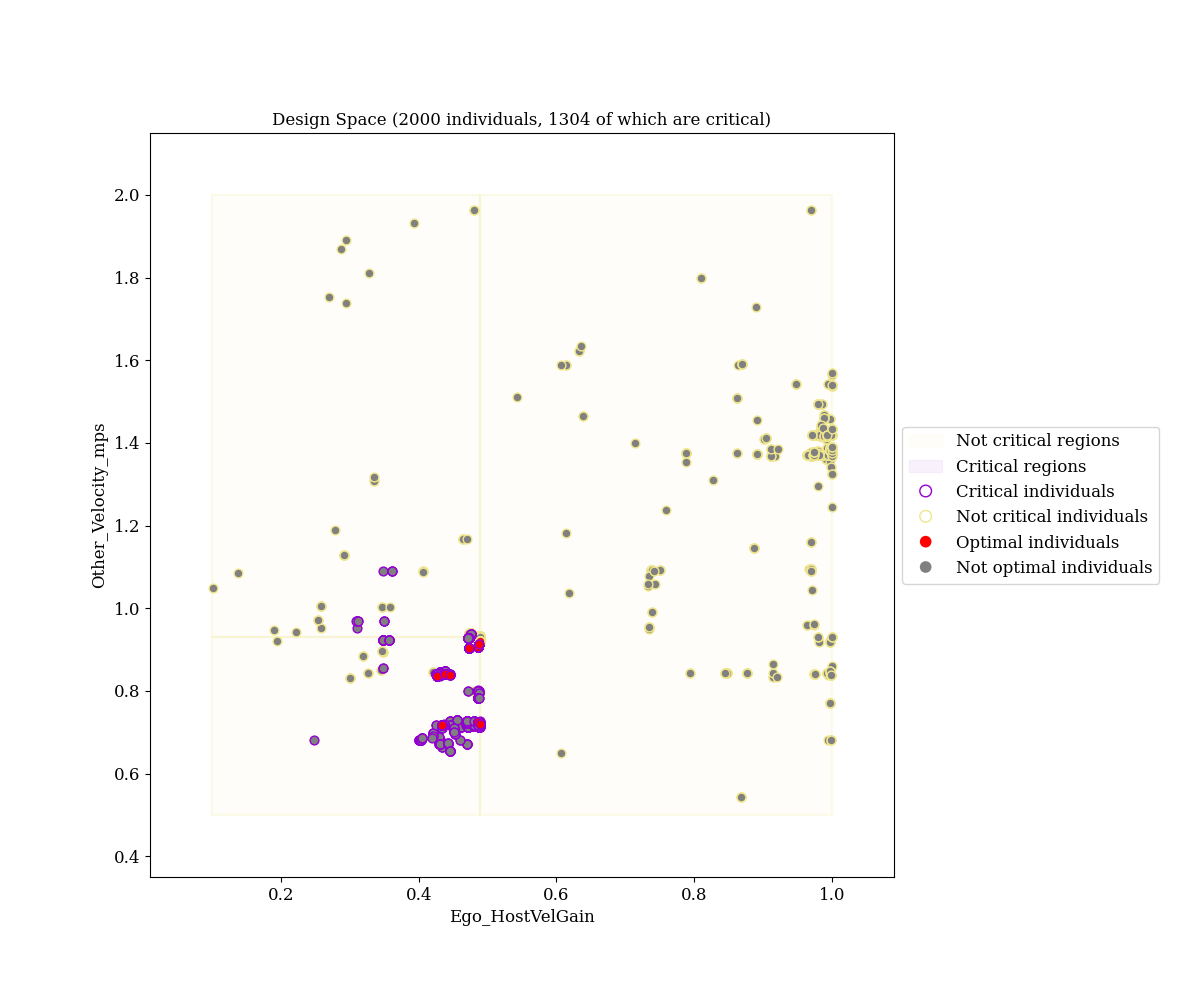 Design Space (2000 individuals, 1304 of which are critical)
2.0
1.8
1.6
1.4
1.2
1.0
0.8
0.6
0.4
Other_Velocity_mps
0.2
0.4
0.6
0.8
1.0
Ego_HostVelGain
Not critical regions
Critical regions
Critical individuals
Not critical individuals
Optimal individuals
Not optimal individuals